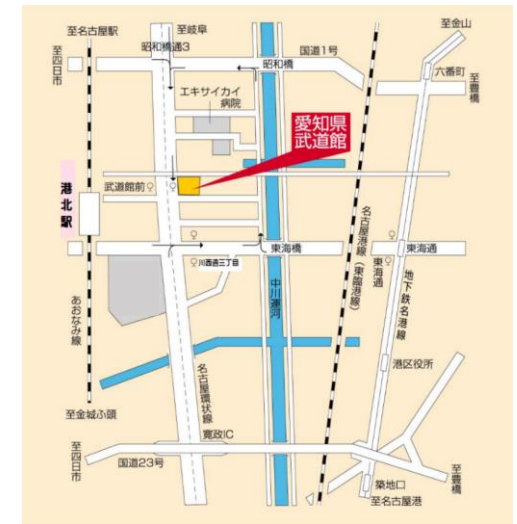 至名古屋駅
至岐阜
至金山
昭和橋通3
国道1号
至四日市
昭和橋
六番町
至豊橋
エキサイカイ
病院
愛知県
武道館
武道館前
港北駅
名古屋港線(東臨港線)
東海橋
東海通
東海通
川西通三丁目
地下鉄名港線
中川運河
あおなみ線
名古屋環状線
港区役所
至金城ふ頭
寛政IC
至四日市
国道23号
至豊橋
築地口
至名古屋港